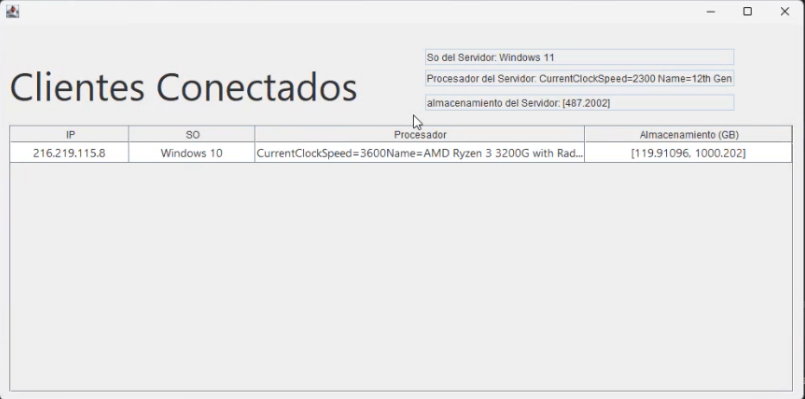 So del Servidor: Windows 11
Procesador del Servidor: CurrentClockSpeed=2300 Name=12th Gen
Clientes Conectados
almacenamiento del Servidor: [487.2002]
IP SO Procesador Almacenamiento (GB)
216.219.115.8 Windows 10 CurrentClockSpeed=3600Name=AMD Ryzen 3 3200G with Rad... [119.91096, 1000.202]